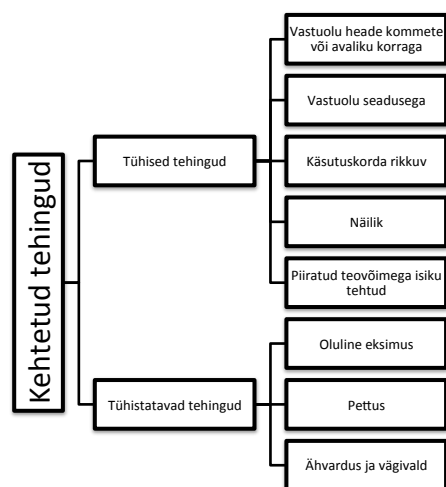 Kehtetud tehingud
Tühised tehingud
Vastuolu heade kommete
või avaliku korraga
Vastuolu seadusega
Käsutuskorda rikkuv
Näilik
Piiratud teovõimega isiku
tehtud
Tühistatavad tehingud
Oluline eksimus
Pettus
Ähvardus ja vägivald